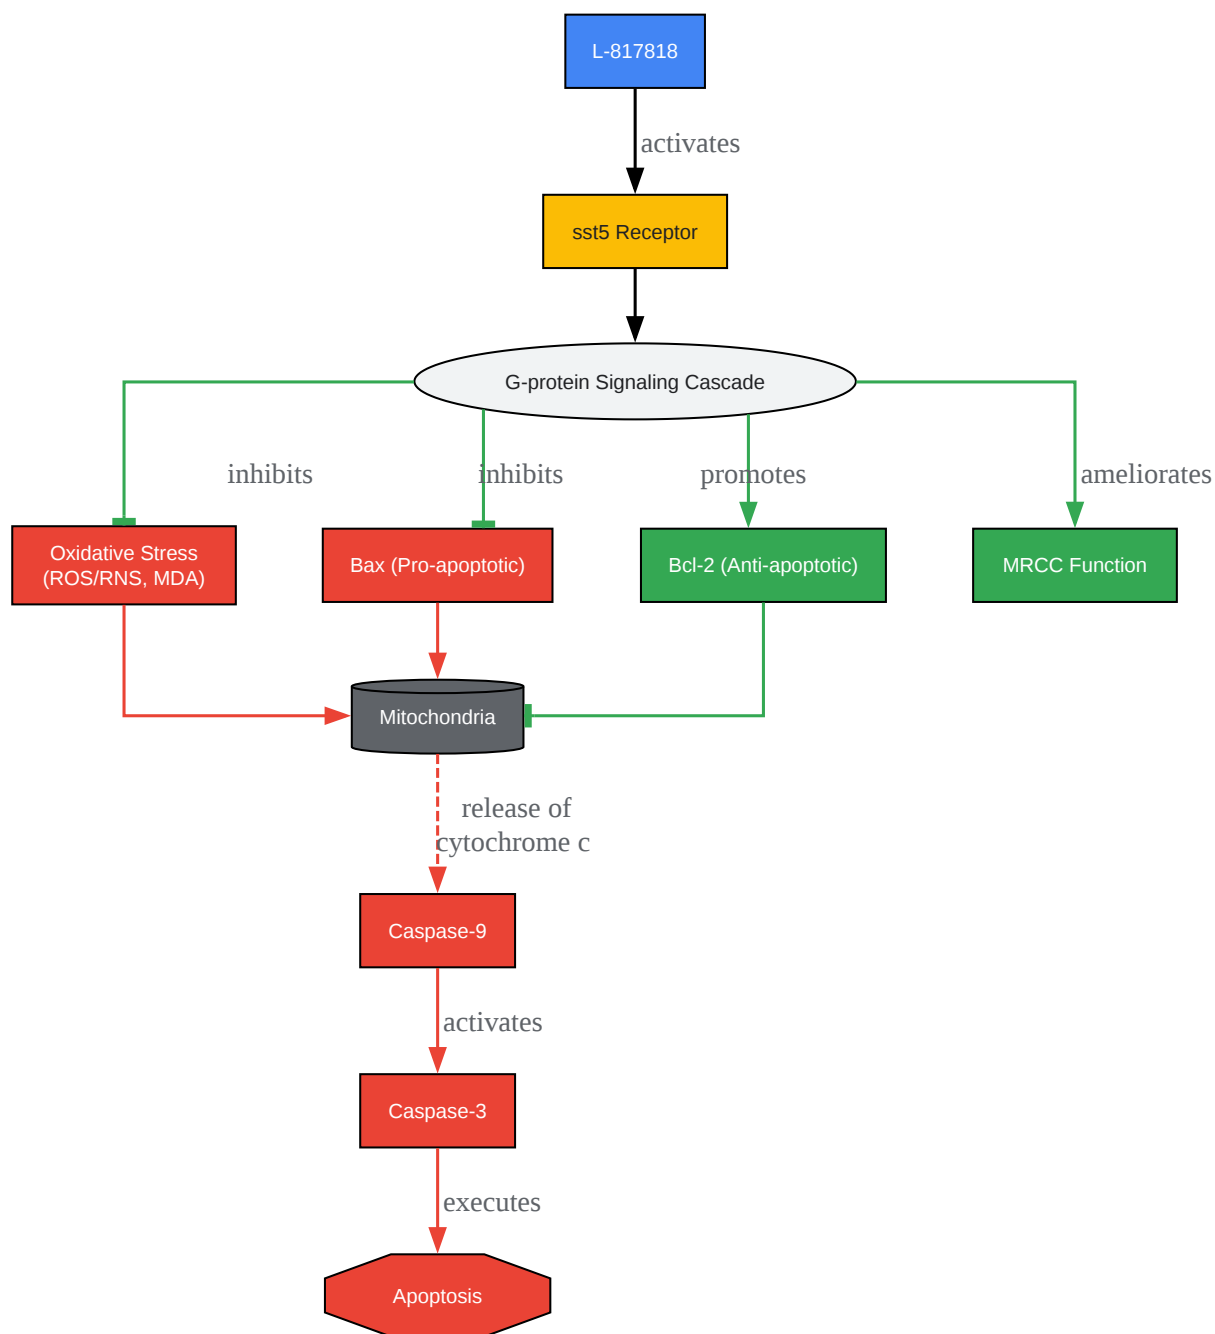 L-817818
activates
sst5 Receptor
G-protein Signaling Cascade
inhibits
inhibits
promotes
ameliorates
Oxidative Stress
(ROS/RNS, MDA)
Bax (Pro-apoptotic)
Bcl-2 (Anti-apoptotic)
MRCC Function
Mitochondria
release of
cytochrome c
Caspase-9
activates
Caspase-3
executes
Apoptosis